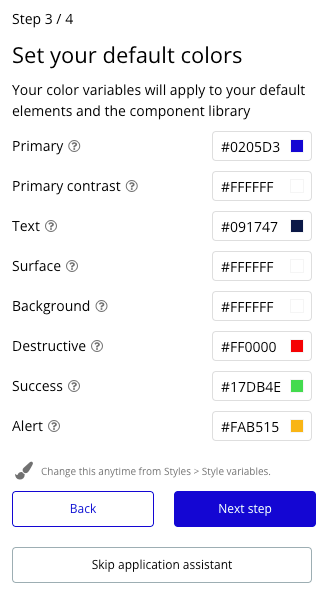 Step 3 / 4
Set your default colors
Your color variables will apply to your default
elements and the component library
Primary ? #0205D3
Primary contrast ? #FFFFFF
Text ? #091747
Surface ? #FFFFFF
Background ? #FFFFFF
Destructive ? #FF0000
Success ? #17DB4E
Alert ? #FAB515
Change this anytime from Styles > Style variables.
Back Next step
Skip application assistant